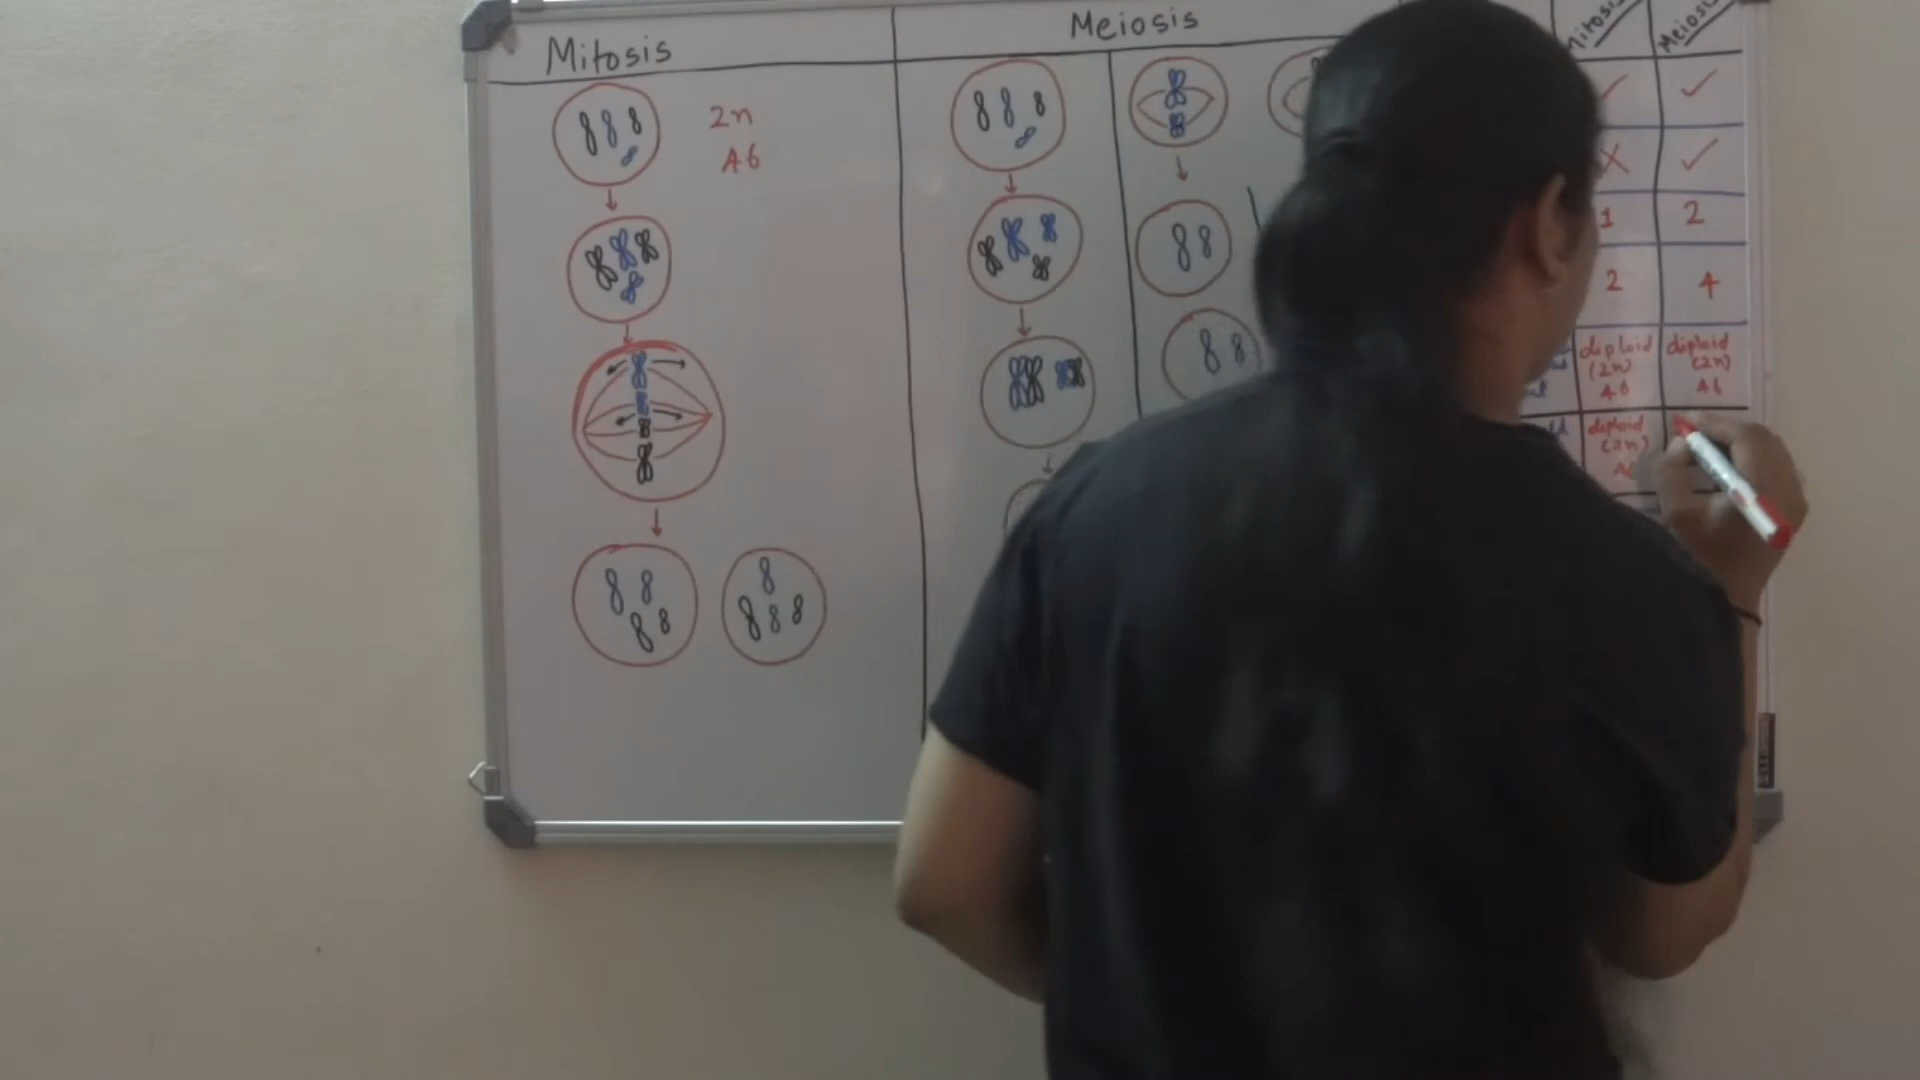 Mitosis
Meiosis
Mitosis
Meiosis
2n
46
✓
✓
X
✓
1
2
2
4
diploid
(2n)
46
diploid
(2n)
46
diploid
(2n)